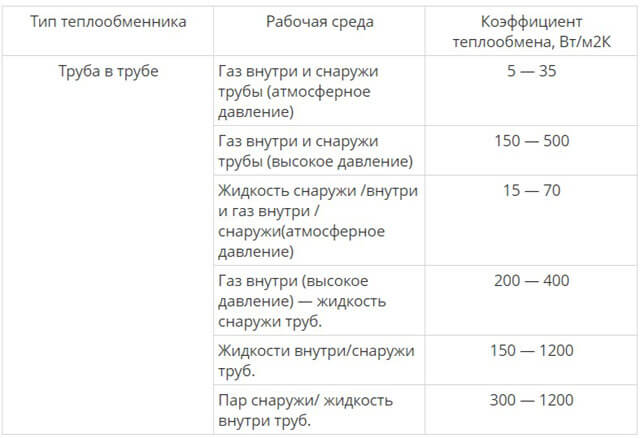 Тип теплообменника
Рабочая среда
Коэффициент
теплообмена, Вт/м2К
Труба в трубе
Газ внутри и снаружи
трубы (атмосферное
давление)
5 — 35
Газ внутри и снаружи
трубы (высокое давление)
150 — 500
Жидкость снаружи /внутри
и газ внутри /
снаружи(атмосферное
давление)
15 — 70
Газ внутри (высокое
давление) — жидкость
снаружи труб.
200 — 400
Жидкости внутри/снаружи
труб.
150 — 1200
Пар снаружи/ жидкость
внутри труб.
300 — 1200